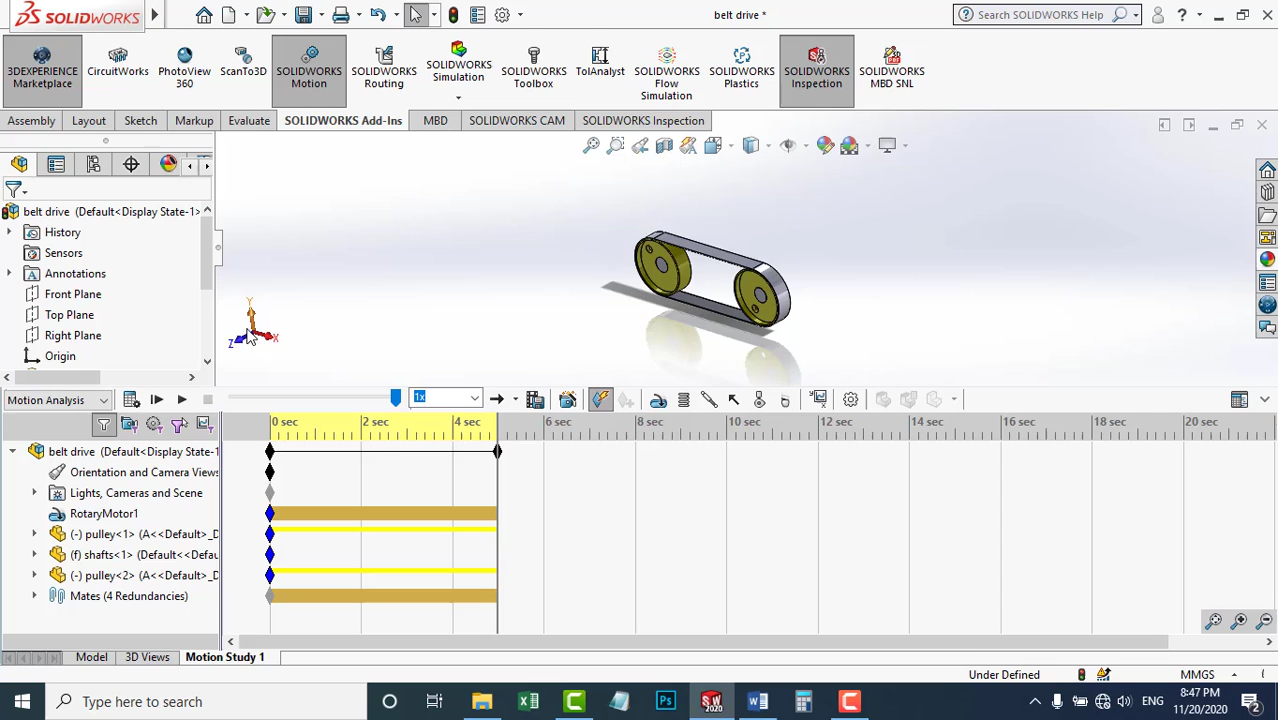 SOLIDWORKS
belt drive *
Search SOLIDWORKS Help
3DEXPERIENCE Marketplace
CircuitWorks
PhotoView 360
ScanTo3D
SOLIDWORKS Motion
SOLIDWORKS Routing
SOLIDWORKS Simulation
SOLIDWORKS Toolbox
TolAnalyst
SOLIDWORKS Flow Simulation
SOLIDWORKS Plastics
SOLIDWORKS Inspection
SOLIDWORKS MBD SNL
Assembly Layout Sketch Markup Evaluate SOLIDWORKS Add-Ins MBD SOLIDWORKS CAM SOLIDWORKS Inspection
belt drive (Default<Display State-1>
History
Sensors
Annotations
Front Plane
Top Plane
Right Plane
Origin
Y
X
Z
Motion Analysis
1x
0 sec 2 sec 4 sec 6 sec 8 sec 10 sec 12 sec 14 sec 16 sec 18 sec 20 sec
belt drive (Default<Display State-1
Orientation and Camera Views
Lights, Cameras and Scene
RotaryMotor1
(-) pulley<1> (A<<Default>_D
(f) shafts<1> (Default<<Defau
(-) pulley<2> (A<<Default>_D
Mates (4 Redundancies)
Model 3D Views Motion Study 1
Under Defined
MMGS
Type here to search
SW
2020
Ps
ENG
8:47 PM
11/20/2020
2